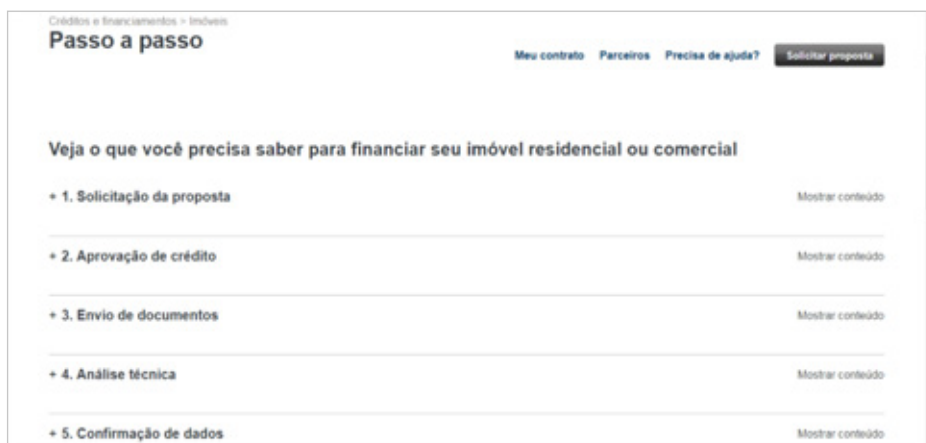 Créditos e financiamentos > Imóveis
Passo a passo
Meu contrato Parceiros Precisa de ajuda? Solicitar proposta
Veja o que você precisa saber para financiar seu imóvel residencial ou comercial
+ 1. Solicitação da proposta Mostrar conteúdo
+ 2. Aprovação de crédito Mostrar conteúdo
+ 3. Envio de documentos Mostrar conteúdo
+ 4. Análise técnica Mostrar conteúdo
+ 5. Confirmação de dados Mostrar conteúdo